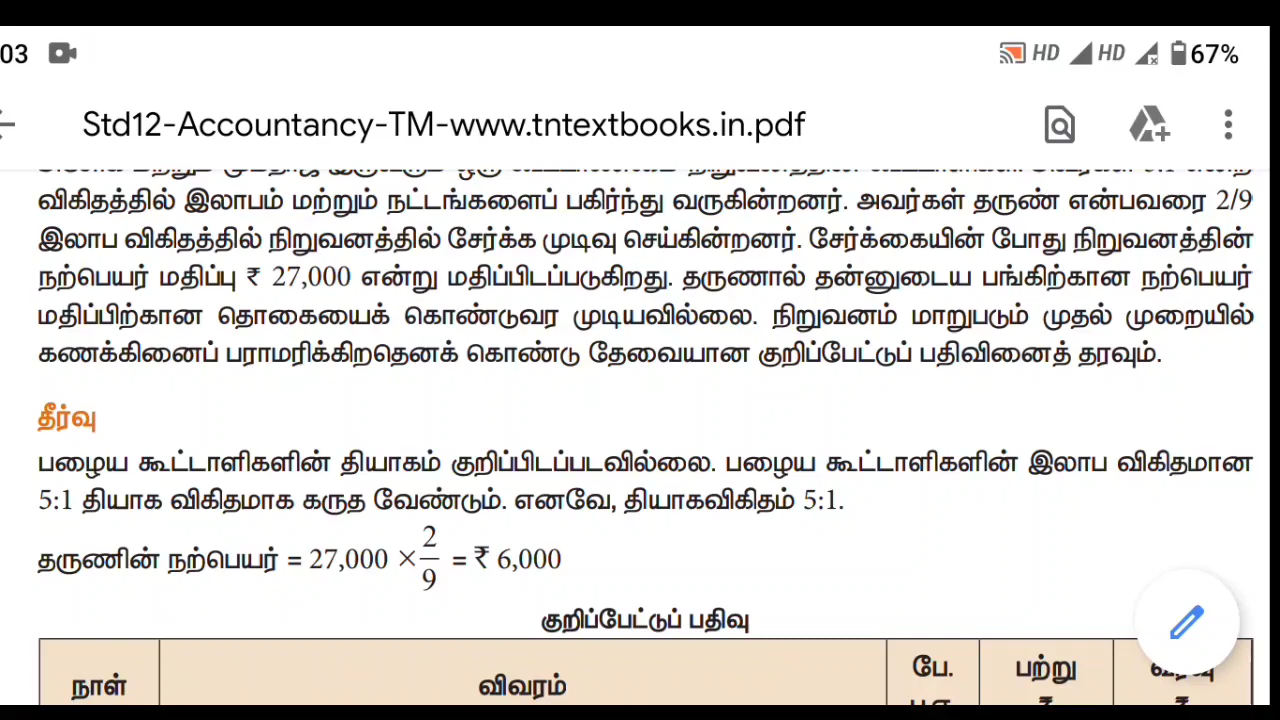 03 HD HD 67%
Std12-Accountancy-TM-www.tntextbooks.in.pdf
விகிதத்தில் இலாபம் மற்றும் நட்டங்களைப் பகிர்ந்து வருகின்றனர். அவர்கள் தருண் என்பவரை 2/9
இலாப விகிதத்தில் நிறுவனத்தில் சேர்க்க முடிவு செய்கின்றனர். சேர்க்கையின் போது நிறுவனத்தின்
நற்பெயர் மதிப்பு ₹ 27,000 என்று மதிப்பிடப்படுகிறது. தருணால் தன்னுடைய பங்கிற்கான நற்பெயர்
மதிப்பிற்கான தொகையைக் கொண்டுவர முடியவில்லை. நிறுவனம் மாறுபடும் முதல் முறையில்
கணக்கினைப் பராமரிக்கிறதெனக் கொண்டு தேவையான குறிப்பேட்டுப் பதிவினைத் தரவும்.
தீர்வு
பழைய கூட்டாளிகளின் தியாகம் குறிப்பிடப்படவில்லை. பழைய கூட்டாளிகளின் இலாப விகிதமான
5:1 தியாக விகிதமாக கருத வேண்டும். எனவே, தியாகவிகிதம் 5:1.
தருணின் நற்பெயர் = 27,000 × 2/9 = ₹ 6,000
குறிப்பேட்டுப் பதிவு
நாள் விவரம் பே. பற்று